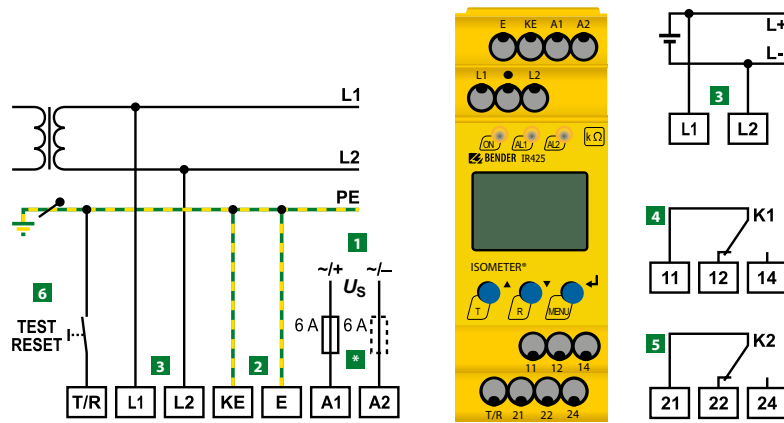 L1
L2
PE
1
~/+ ~/–
US
6 A 6 A
*
6
TEST
RESET
3 2
T/R L1 L2 KE E A1 A2
E KE A1 A2
L1 L2
ON AL1 AL2 kΩ
BENDER IR425
ISOMETER®
T R MENU
11 12 14
T/R 21 22 24
L+
L-
3
L1 L2
4 K1
11 12 14
5 K2
21 22 24